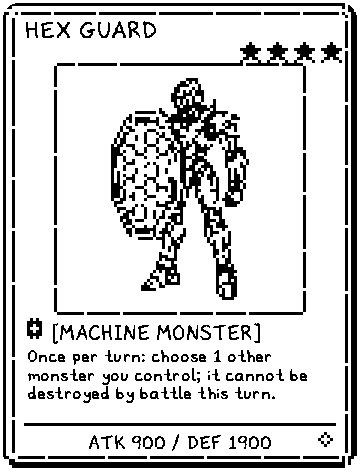 HEX GUARD
[MACHINE MONSTER]
Once per turn: choose 1 other
monster you control; it cannot be
destroyed by battle this turn.
ATK 900 / DEF 1900